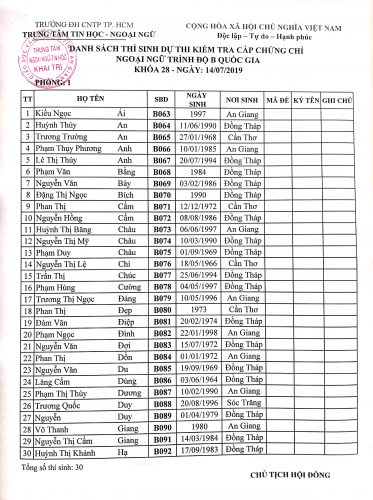 TRƯỜNG ĐH CNTP TP. HCM
TRUNG TÂM TIN HỌC - NGOẠI NGỮ
CỘNG HÒA XÃ HỘI CHỦ NGHĨA VIỆT NAM
Độc lập - Tự do - Hạnh phúc
TRUNG TÂM
NGOẠI NGỮ-TIN HỌC
KHAI TRÍ
DANH SÁCH THÍ SINH DỰ THI KIỂM TRA CẤP CHỨNG CHỈ
NGOẠI NGỮ TRÌNH ĐỘ B QUỐC GIA
KHÓA 28 - NGÀY: 14/07/2019
PHÒNG: 1
TT HỌ TÊN SBD NGÀY SINH NƠI SINH MÃ ĐỀ KÝ TÊN GHI CHÚ
1 Kiều Ngọc Ái B063 1997 An Giang
2 Huỳnh Thúy An B064 11/06/1990 Đồng Tháp
3 Trương Trường An B065 27/01/1968 Cần Thơ
4 Phạm Thụy Phương Anh B066 10/01/1985 An Giang
5 Lê Thị Thúy Anh B067 20/07/1994 Đồng Tháp
6 Phạm Văn Bằng B068 1984 Đồng Tháp
7 Nguyễn Văn Bảy B069 03/02/1986 Đồng Tháp
8 Đặng Thị Ngọc Bích B070 1990 Đồng Tháp
9 Phan Thị Cẩm B071 12/12/1972 Cần Thơ
10 Nguyễn Hồng Cẩm B072 08/08/1986 Đồng Tháp
11 Huỳnh Thị Băng Châu B073 06/06/1997 An Giang
12 Nguyễn Thị Mỹ Châu B074 10/03/1990 Đồng Tháp
13 Phạm Duy Châu B075 01/09/1969 Đồng Tháp
14 Nguyễn Thị Lệ Chi B076 18/05/1966 Cần Thơ
15 Trần Thị Chúc B077 25/06/1994 Đồng Tháp
16 Phạm Hùng Cường B078 04/05/1997 Đồng Tháp
17 Trương Thị Ngọc Đáng B079 10/05/1996 An Giang
18 Phan Thị Đẹp B080 1973 Cần Thơ
19 Đàm Văn Điệp B081 20/02/1974 Đồng Tháp
20 Phạm Ngọc Đình B082 22/01/1998 An Giang
21 Nguyễn Văn Đợi B083 15/07/1972 Đồng Tháp
22 Phan Thị Dồn B084 01/01/1972 An Giang
23 Nguyễn Văn Du B085 19/09/1969 Đồng Tháp
24 Lăng Cẩm Dùng B086 03/06/1964 Đồng Tháp
25 Phạm Thị Thùy Dương B087 10/10/1992 An Giang
26 Trương Quốc Duy B088 20/08/1996 Sóc Trăng
27 Nguyễn Duy B089 01/04/1979 Đồng Tháp
28 Võ Thanh Giang B090 1980 An Giang
29 Nguyễn Thị Cẩm Giang B091 14/03/1984 Đồng Tháp
30 Huỳnh Thị Khánh Hạ B092 17/09/1983 Đồng Tháp
Tổng số thí sinh: 30
CHỦ TỊCH HỘI ĐỒNG